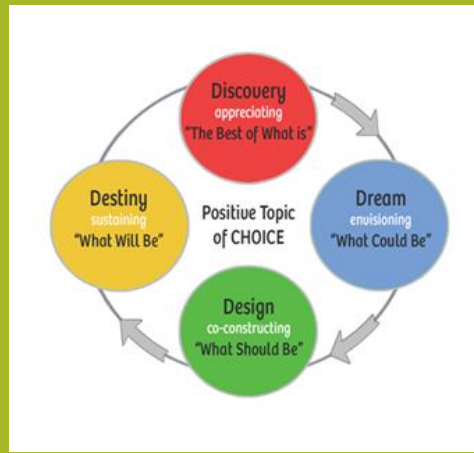 Discovery
appreciating
"The Best of What is"
Dream
envisioning
"What Could Be"
Design
co-constructing
"What Should Be"
Destiny
sustaining
"What Will Be"
Positive Topic
of CHOICE